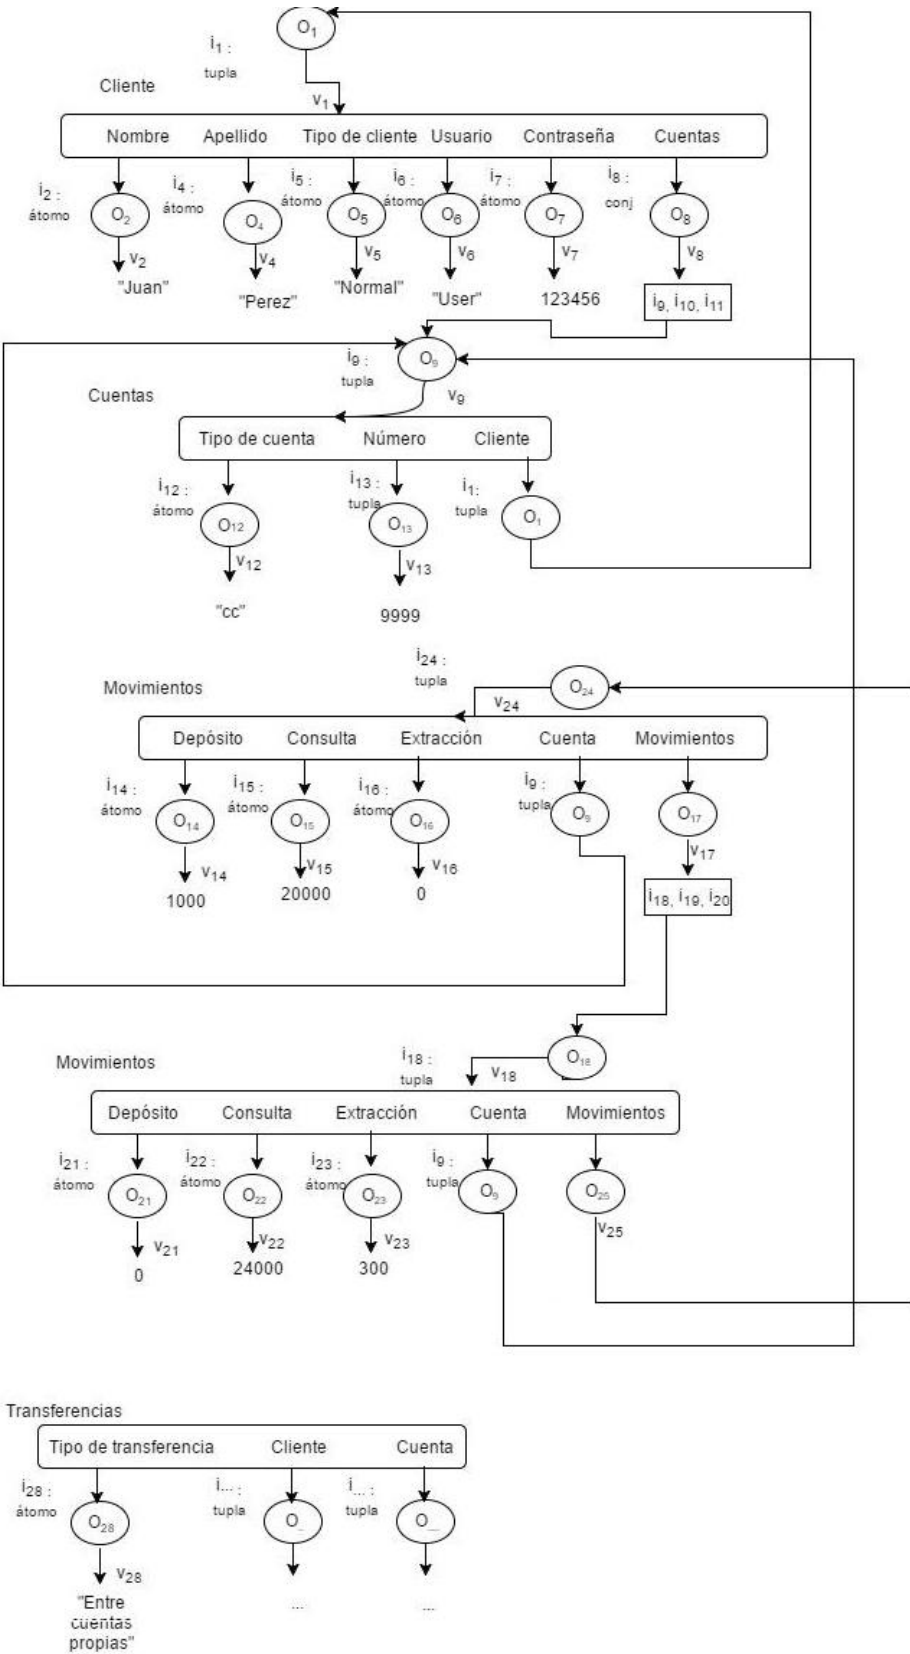 O1
i1 :
tupla
Cliente
v1
Nombre Apellido Tipo de cliente Usuario Contraseña Cuentas
i2 : i4 : i5 : i6 : i7 : i8 :
átomo átomo átomo átomo átomo conj
O2 O4 O5 O6 O7 O8
v2 v4 v5 v6 v7 v8
"Juan" "Perez" "Normal" "User" 123456 i9, i10, i11
i9 :
tupla
O9
v9
Cuentas
Tipo de cuenta Número Cliente
i12 : i13 : i1:
átomo tupla tupla
O12 O13 O1
v12 v13
"cc" 9999
i24 :
tupla
O24
Movimientos
v24
Depósito Consulta Extracción Cuenta Movimientos
i14 : i15 : i16 : i9 :
átomo átomo átomo tupla
O14 O15 O16 O9 O17
v14 v15 v16 v17
1000 20000 0 i18, i19, i20
i18 :
tupla
O18
Movimientos
v18
Depósito Consulta Extracción Cuenta Movimientos
i21 : i22 : i23 : i9 :
átomo átomo átomo tupla
O21 O22 O23 O9 O25
v21 v22 v23 v25
0 24000 300
Transferencias
Tipo de transferencia Cliente Cuenta
i28 : i... : i... :
átomo tupla tupla
O28 O_ O__
v28
"Entre
cuentas
propias"
... ...